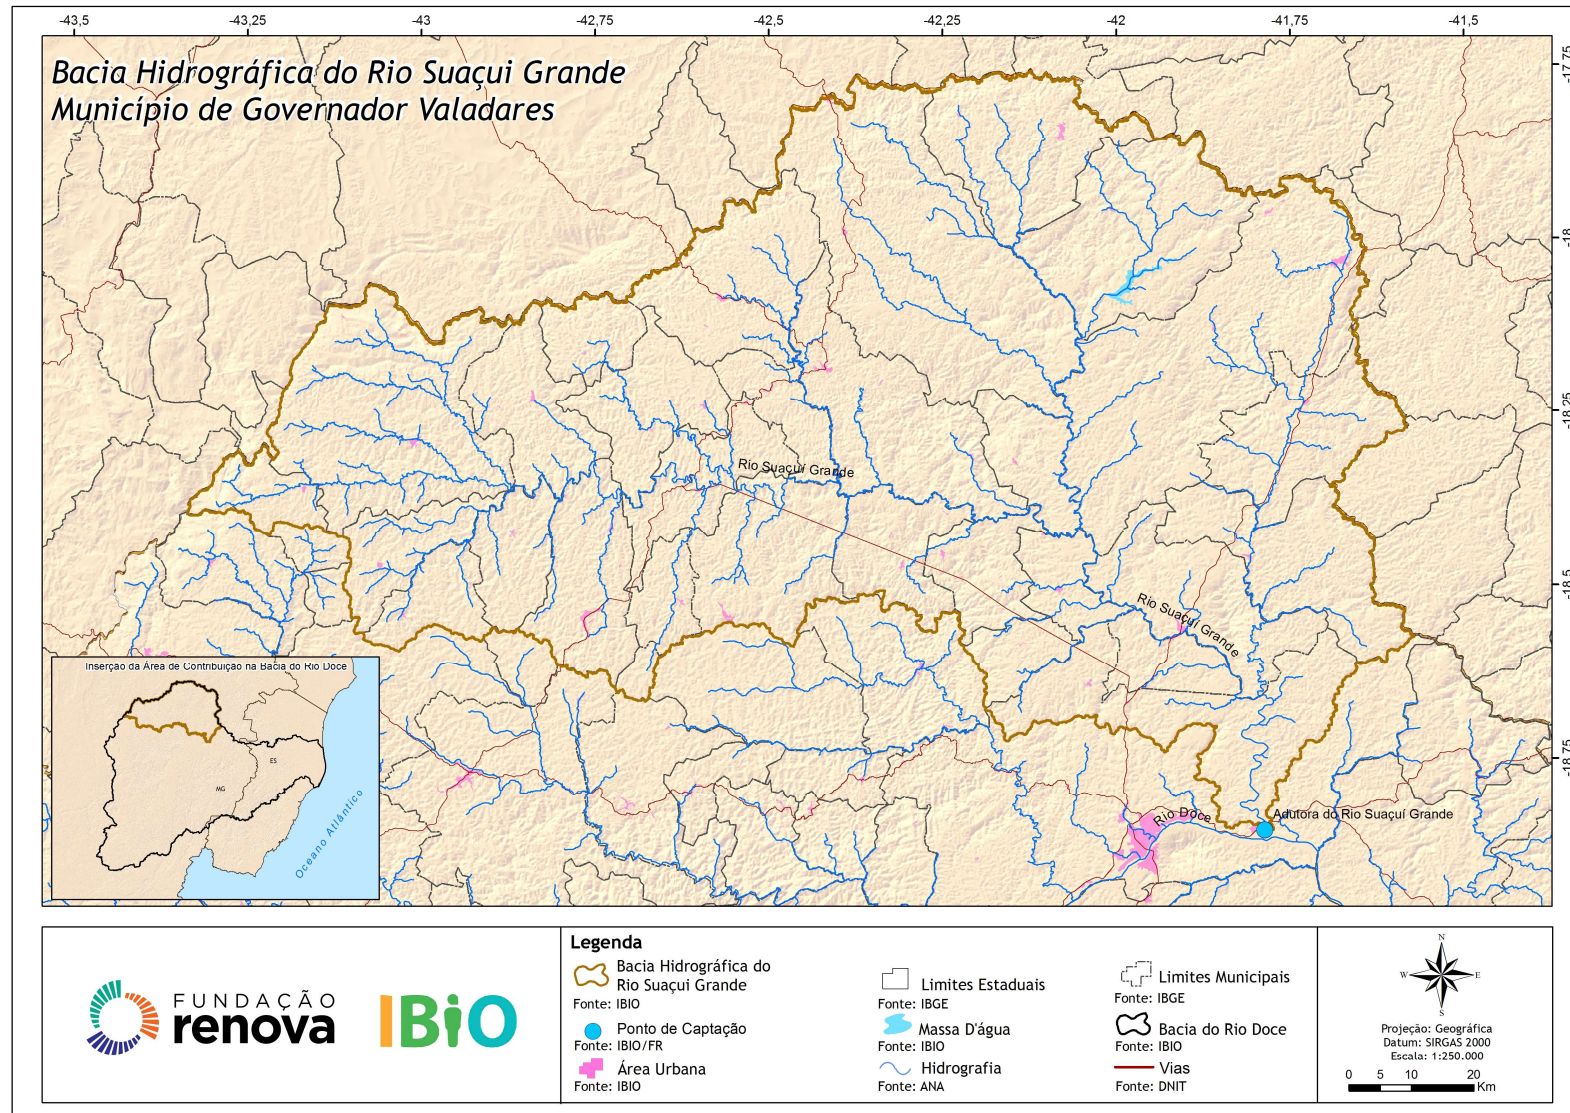 -43,5 -43,25 -43 -42,75 -42,5 -42,25 -42 -41,75 -41,5
Bacia Hidrográfica do Rio Suaçui Grande
Município de Governador Valadares
-17,75
-18
-18,25
-18,5
-18,75
Rio Suaçuí Grande
Rio Suaçuí Grande
Rio Doce
Adutora do Rio Suaçuí Grande
Inserção da Área de Contribuição na Bacia do Rio Doce
ES
MG
Oceano Atlântico
FUNDAÇÃO
renova
IBiO
Legenda
Bacia Hidrográfica do
Rio Suaçui Grande
Fonte: IBIO
Ponto de Captação
Fonte: IBIO/FR
Área Urbana
Fonte: IBIO
Limites Estaduais
Fonte: IBGE
Massa D'água
Fonte: IBIO
Hidrografia
Fonte: ANA
Limites Municipais
Fonte: IBGE
Bacia do Rio Doce
Fonte: IBIO
Vias
Fonte: DNIT
N
W E
S
Projeção: Geográfica
Datum: SIRGAS 2000
Escala: 1:250.000
0 5 10 20
Km